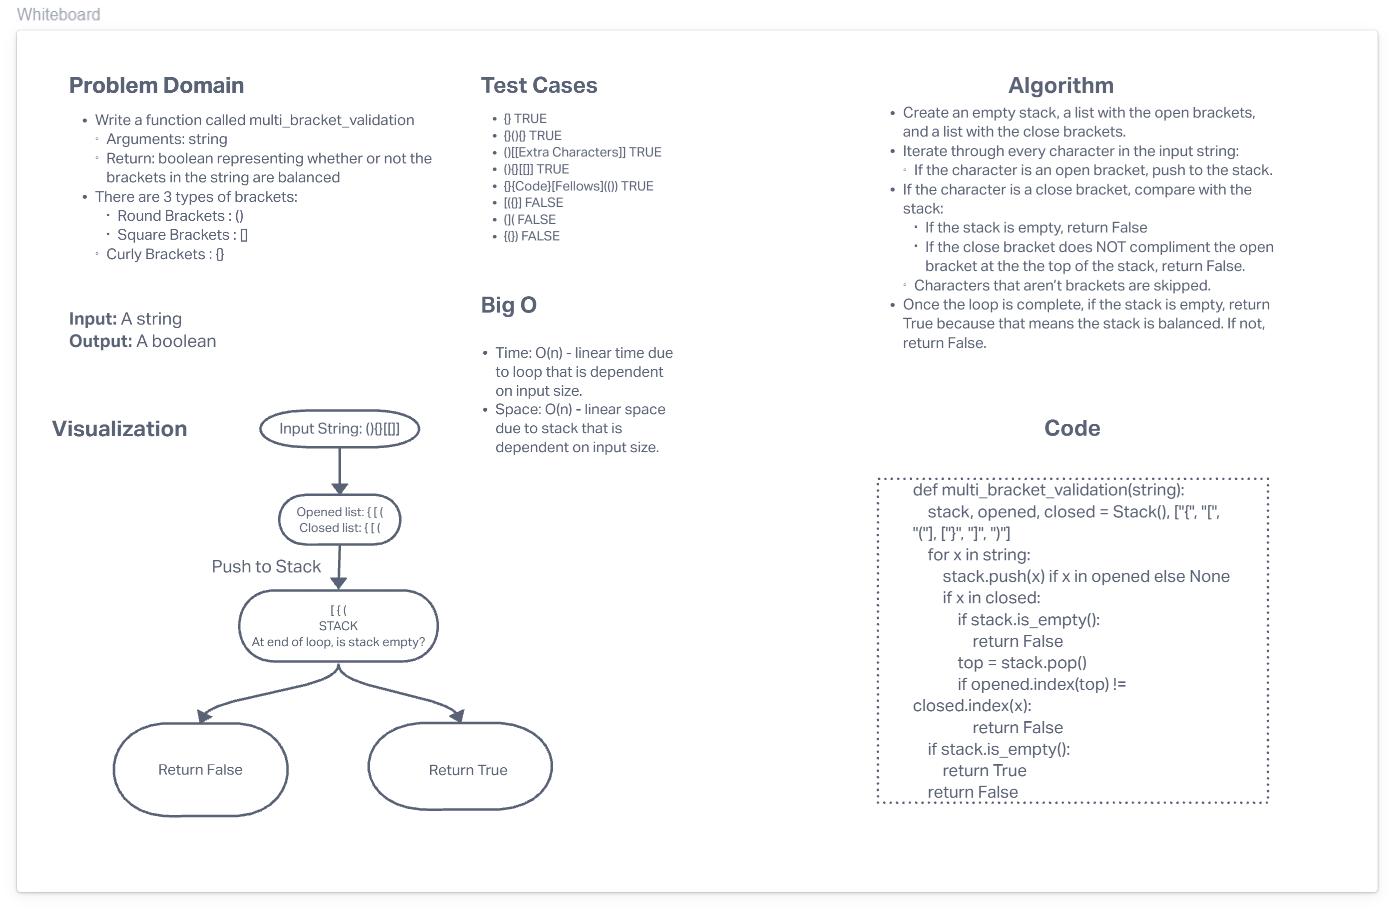 Whiteboard
Problem Domain
• Write a function called multi_bracket_validation
◦ Arguments: string
◦ Return: boolean representing whether or not the
brackets in the string are balanced
• There are 3 types of brackets:
· Round Brackets : ()
· Square Brackets : []
◦ Curly Brackets : {}
Input: A string
Output: A boolean
Test Cases
• {} TRUE
• {}(){} TRUE
• ()[[Extra Characters]] TRUE
• (){}[[]] TRUE
• {}{Code}[Fellows](()) TRUE
• [({}] FALSE
• (]( FALSE
• {(}) FALSE
Big O
• Time: O(n) - linear time due
to loop that is dependent
on input size.
• Space: O(n) - linear space
due to stack that is
dependent on input size.
Algorithm
• Create an empty stack, a list with the open brackets,
and a list with the close brackets.
• Iterate through every character in the input string:
◦ If the character is an open bracket, push to the stack.
• If the character is a close bracket, compare with the
stack:
· If the stack is empty, return False
· If the close bracket does NOT compliment the open
bracket at the the top of the stack, return False.
◦ Characters that aren't brackets are skipped.
• Once the loop is complete, if the stack is empty, return
True because that means the stack is balanced. If not,
return False.
Visualization
Input String: (){}[[]]
Opened list: { [ (
Closed list: { [ (
Push to Stack
[ { (
STACK
At end of loop, is stack empty?
Return False
Return True
Code
def multi_bracket_validation(string):
stack, opened, closed = Stack(), ["{", "[",
"("], ["}", "]", ")"]
for x in string:
stack.push(x) if x in opened else None
if x in closed:
if stack.is_empty():
return False
top = stack.pop()
if opened.index(top) !=
closed.index(x):
return False
if stack.is_empty():
return True
return False